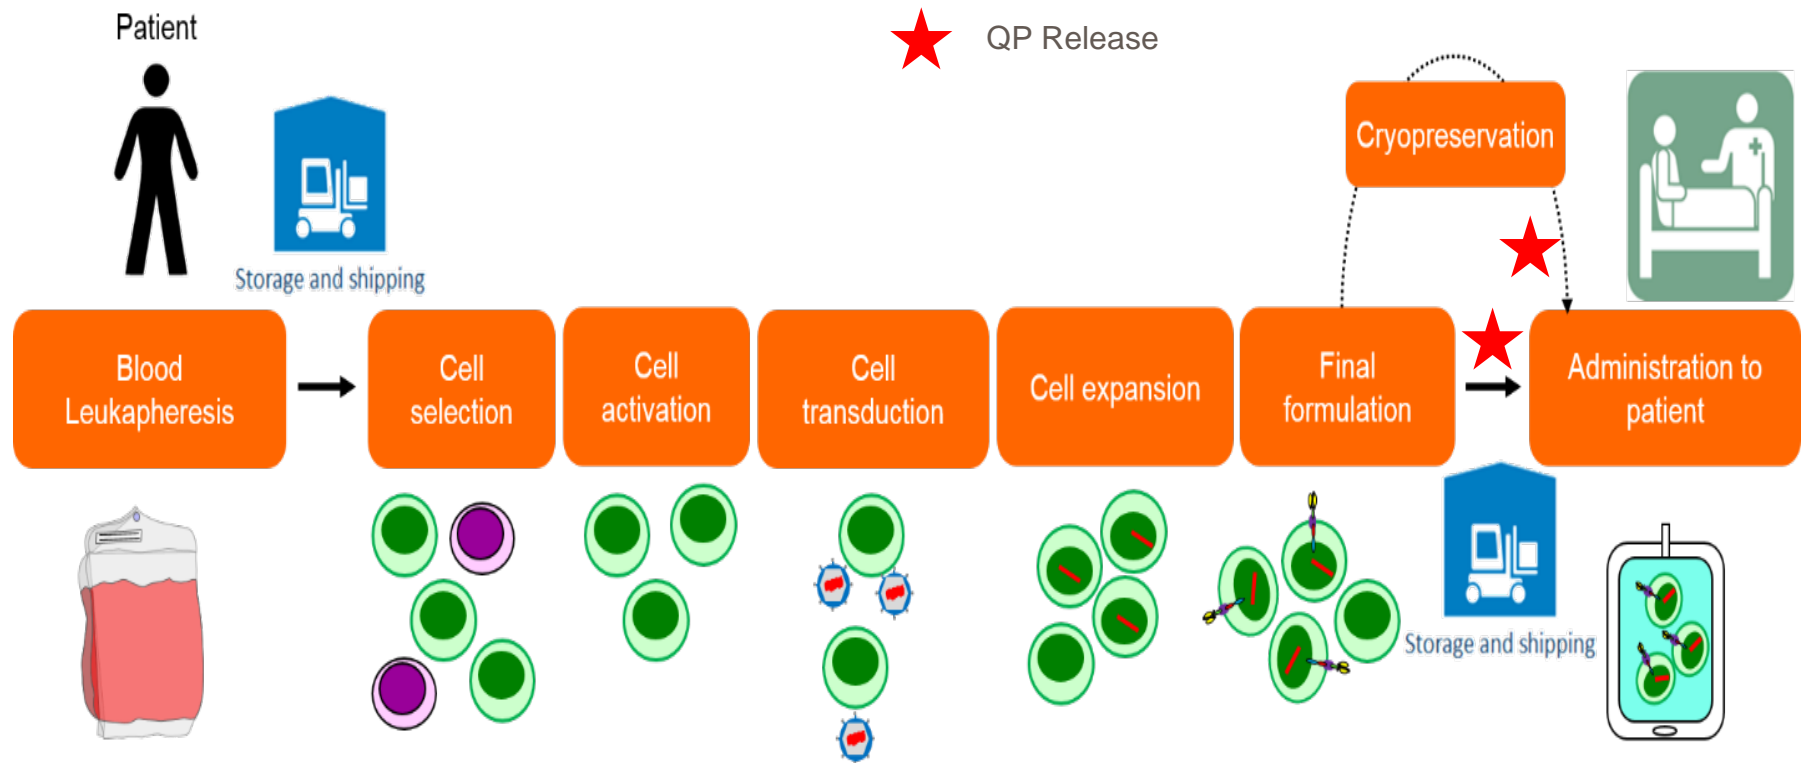 Patient
QP Release
Cryopreservation
Storage and shipping
Blood
Leukapheresis
Cell
selection
Cell
activation
Cell
transduction
Cell expansion
Final
formulation
Administration to
patient
Storage and shipping